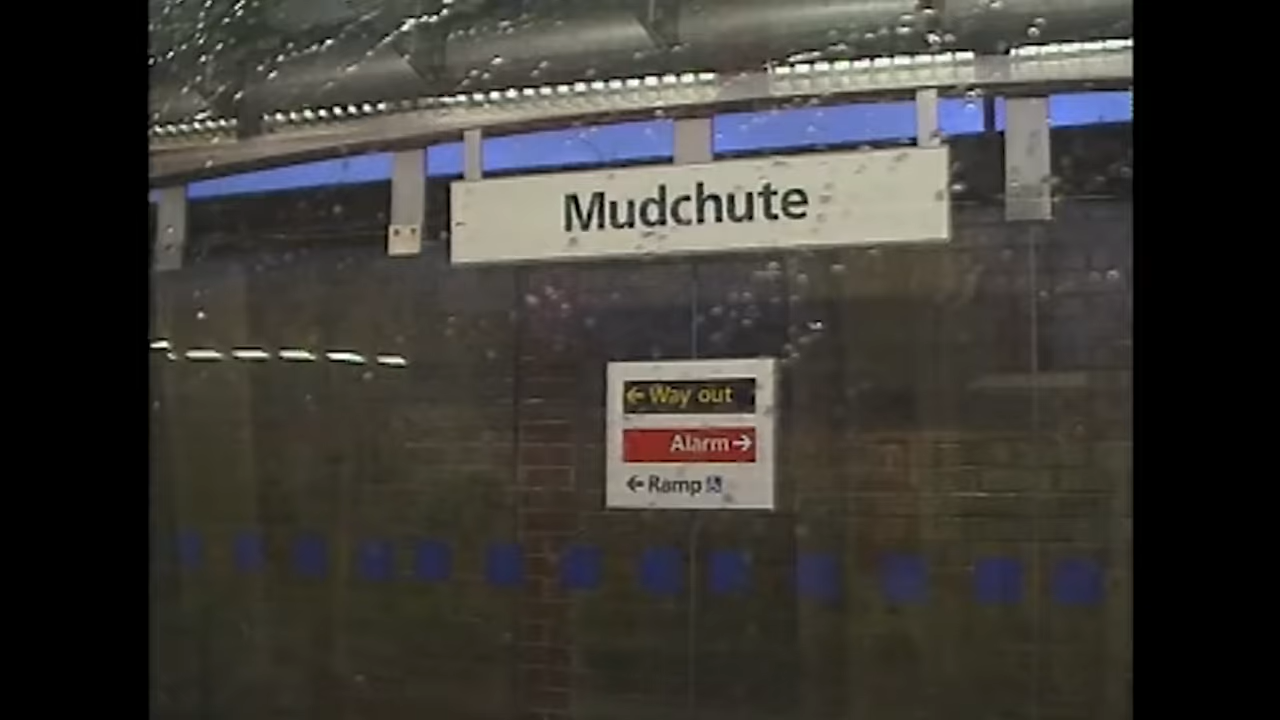 Mudchute
← Way out
Alarm →
← Ramp ♿